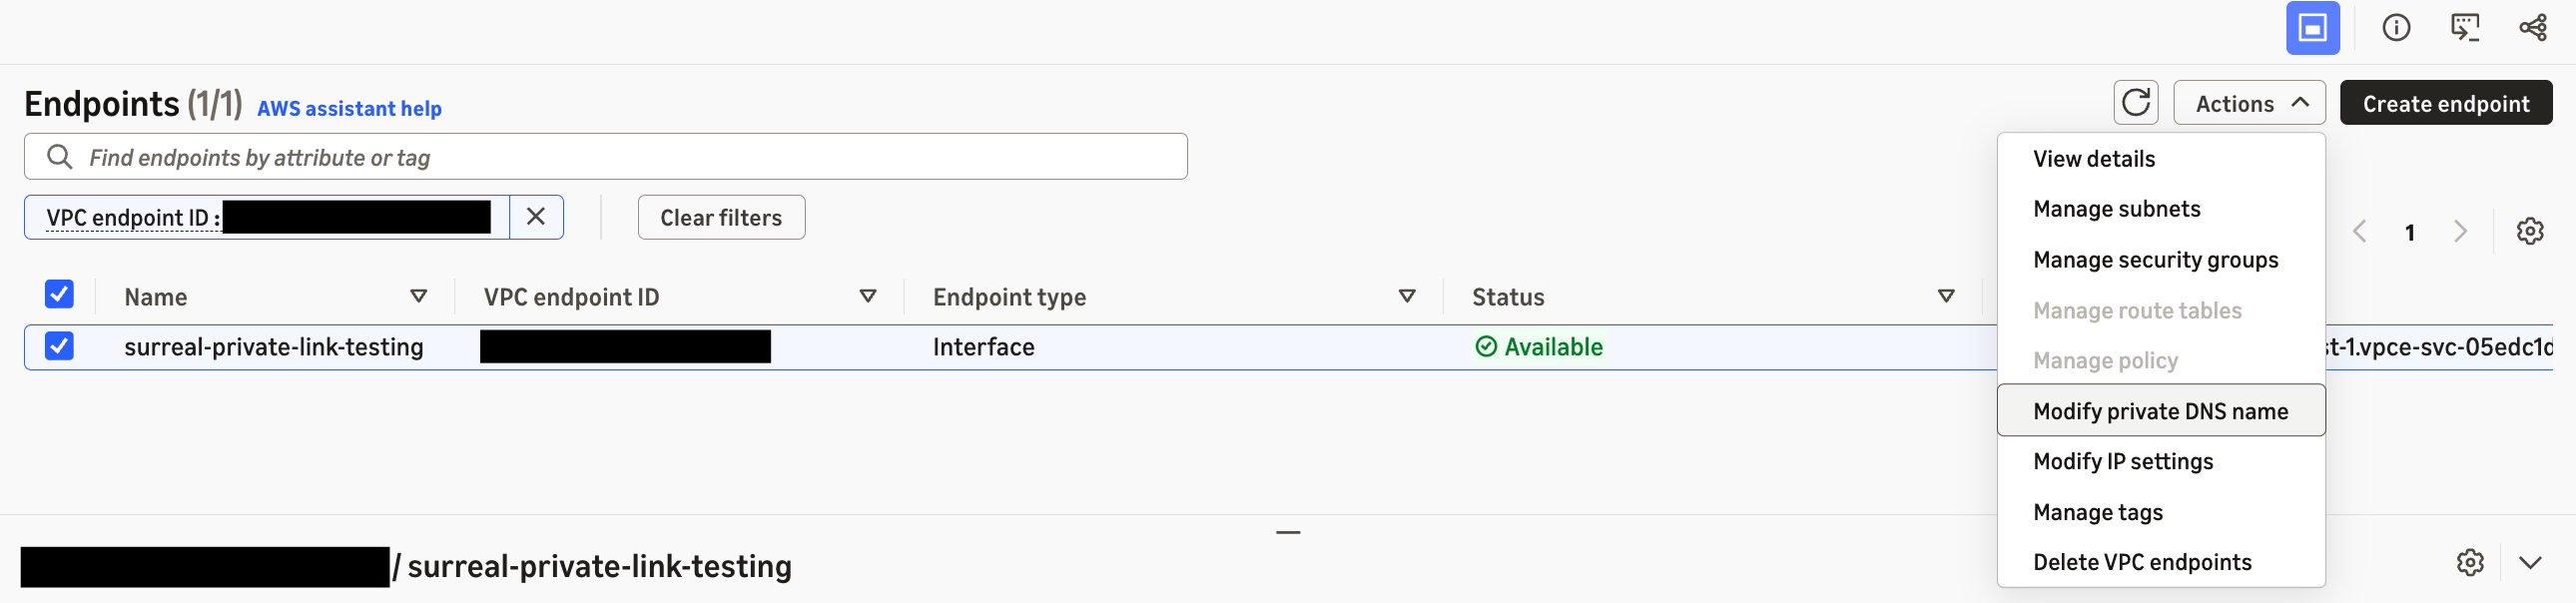 Endpoints (1/1) AWS assistant help
Actions
Create endpoint
Find endpoints by attribute or tag
VPC endpoint ID :
Clear filters
1
Name
VPC endpoint ID
Endpoint type
Status
surreal-private-link-testing
Interface
Available
st-1.vpce-svc-05edc1d
View details
Manage subnets
Manage security groups
Manage route tables
Manage policy
Modify private DNS name
Modify IP settings
Manage tags
Delete VPC endpoints
/ surreal-private-link-testing